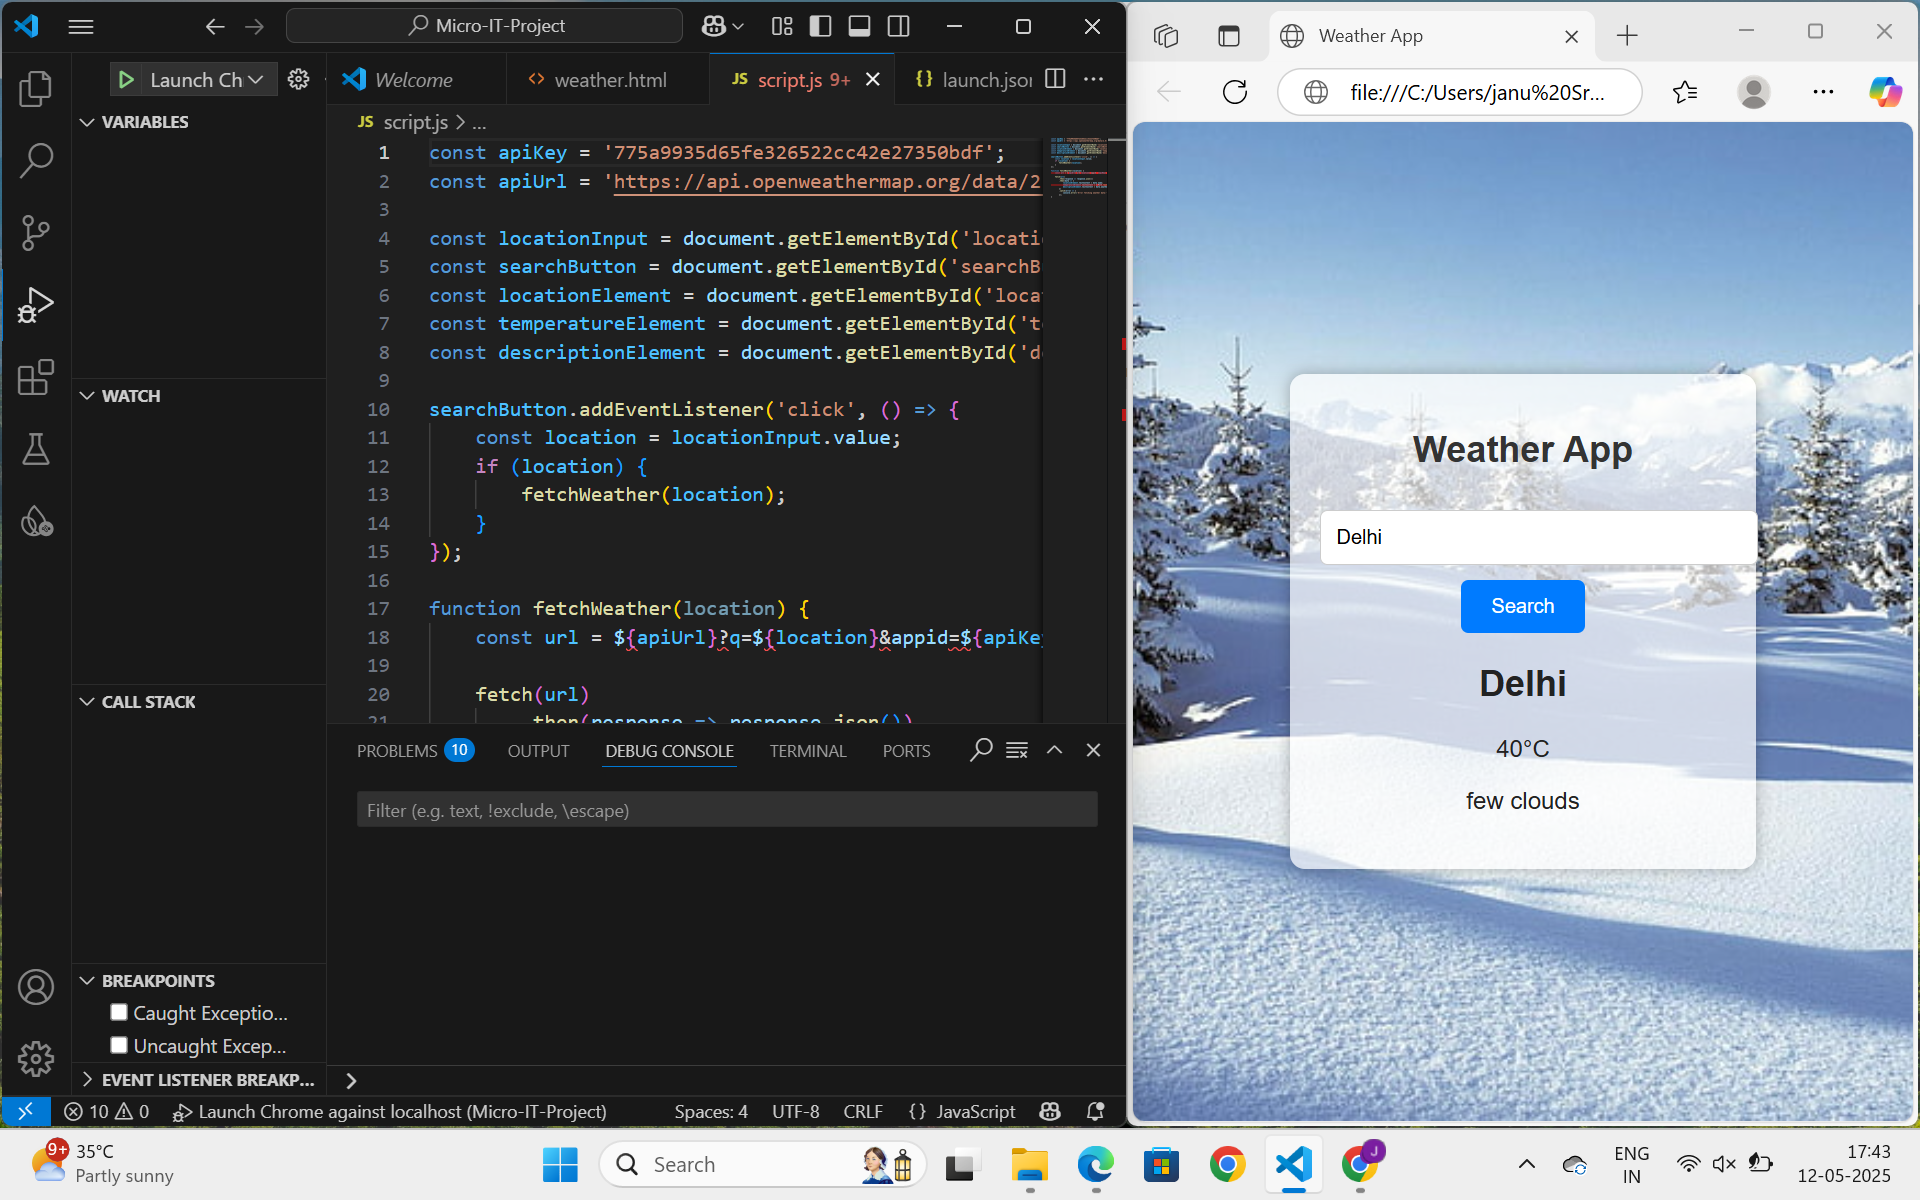 Micro-IT-Project
Launch Ch
Welcome
weather.html
JS script.js 9+
{} launch.jsor
VARIABLES
WATCH
CALL STACK
BREAKPOINTS
Caught Exceptio...
Uncaught Excep...
EVENT LISTENER BREAKP...
JS script.js > ...
1 const apiKey = '775a9935d65fe326522cc42e27350bdf';
2 const apiUrl = 'https://api.openweathermap.org/data/2
3
4 const locationInput = document.getElementById('locati
5 const searchButton = document.getElementById('searchB
6 const locationElement = document.getElementById('loca
7 const temperatureElement = document.getElementById('t
8 const descriptionElement = document.getElementById('d
9
10 searchButton.addEventListener('click', () => {
11 const location = locationInput.value;
12 if (location) {
13 fetchWeather(location);
14 }
15 });
16
17 function fetchWeather(location) {
18 const url = ${apiUrl}?q=${location}&appid=${apiKe
19
20 fetch(url)
21 .then(response => response.json())
PROBLEMS 10 OUTPUT DEBUG CONSOLE TERMINAL PORTS
Filter (e.g. text, !exclude, \escape)
10 0 Launch Chrome against localhost (Micro-IT-Project) Spaces: 4 UTF-8 CRLF {} JavaScript
Weather App
file:///C:/Users/janu%20Sr...
Weather App
Delhi
Search
Delhi
40°C
few clouds
9+
35°C
Partly sunny
Search
J
ENG
IN
17:43
12-05-2025